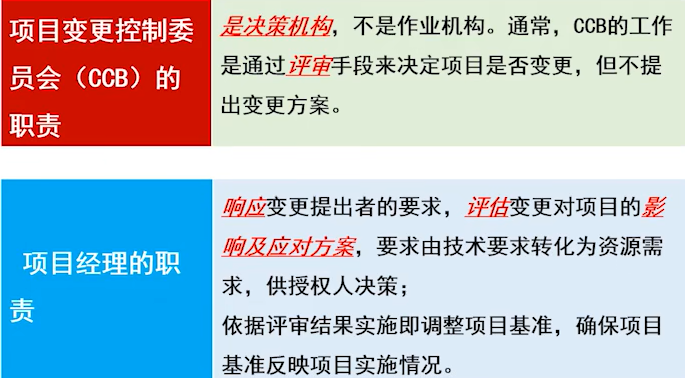 项目变更控制委
员会（CCB）的
职责
是决策机构，不是作业机构。通常，CCB的工作
是通过评审手段来决定项目是否变更，但不提
出变更方案。
项目经理的职
责
响应变更提出者的要求，评估变更对项目的影
响及应对方案，要求由技术要求转化为资源需
求，供授权人决策；
依据评审结果实施即调整项目基准，确保项目
基准反映项目实施情况。